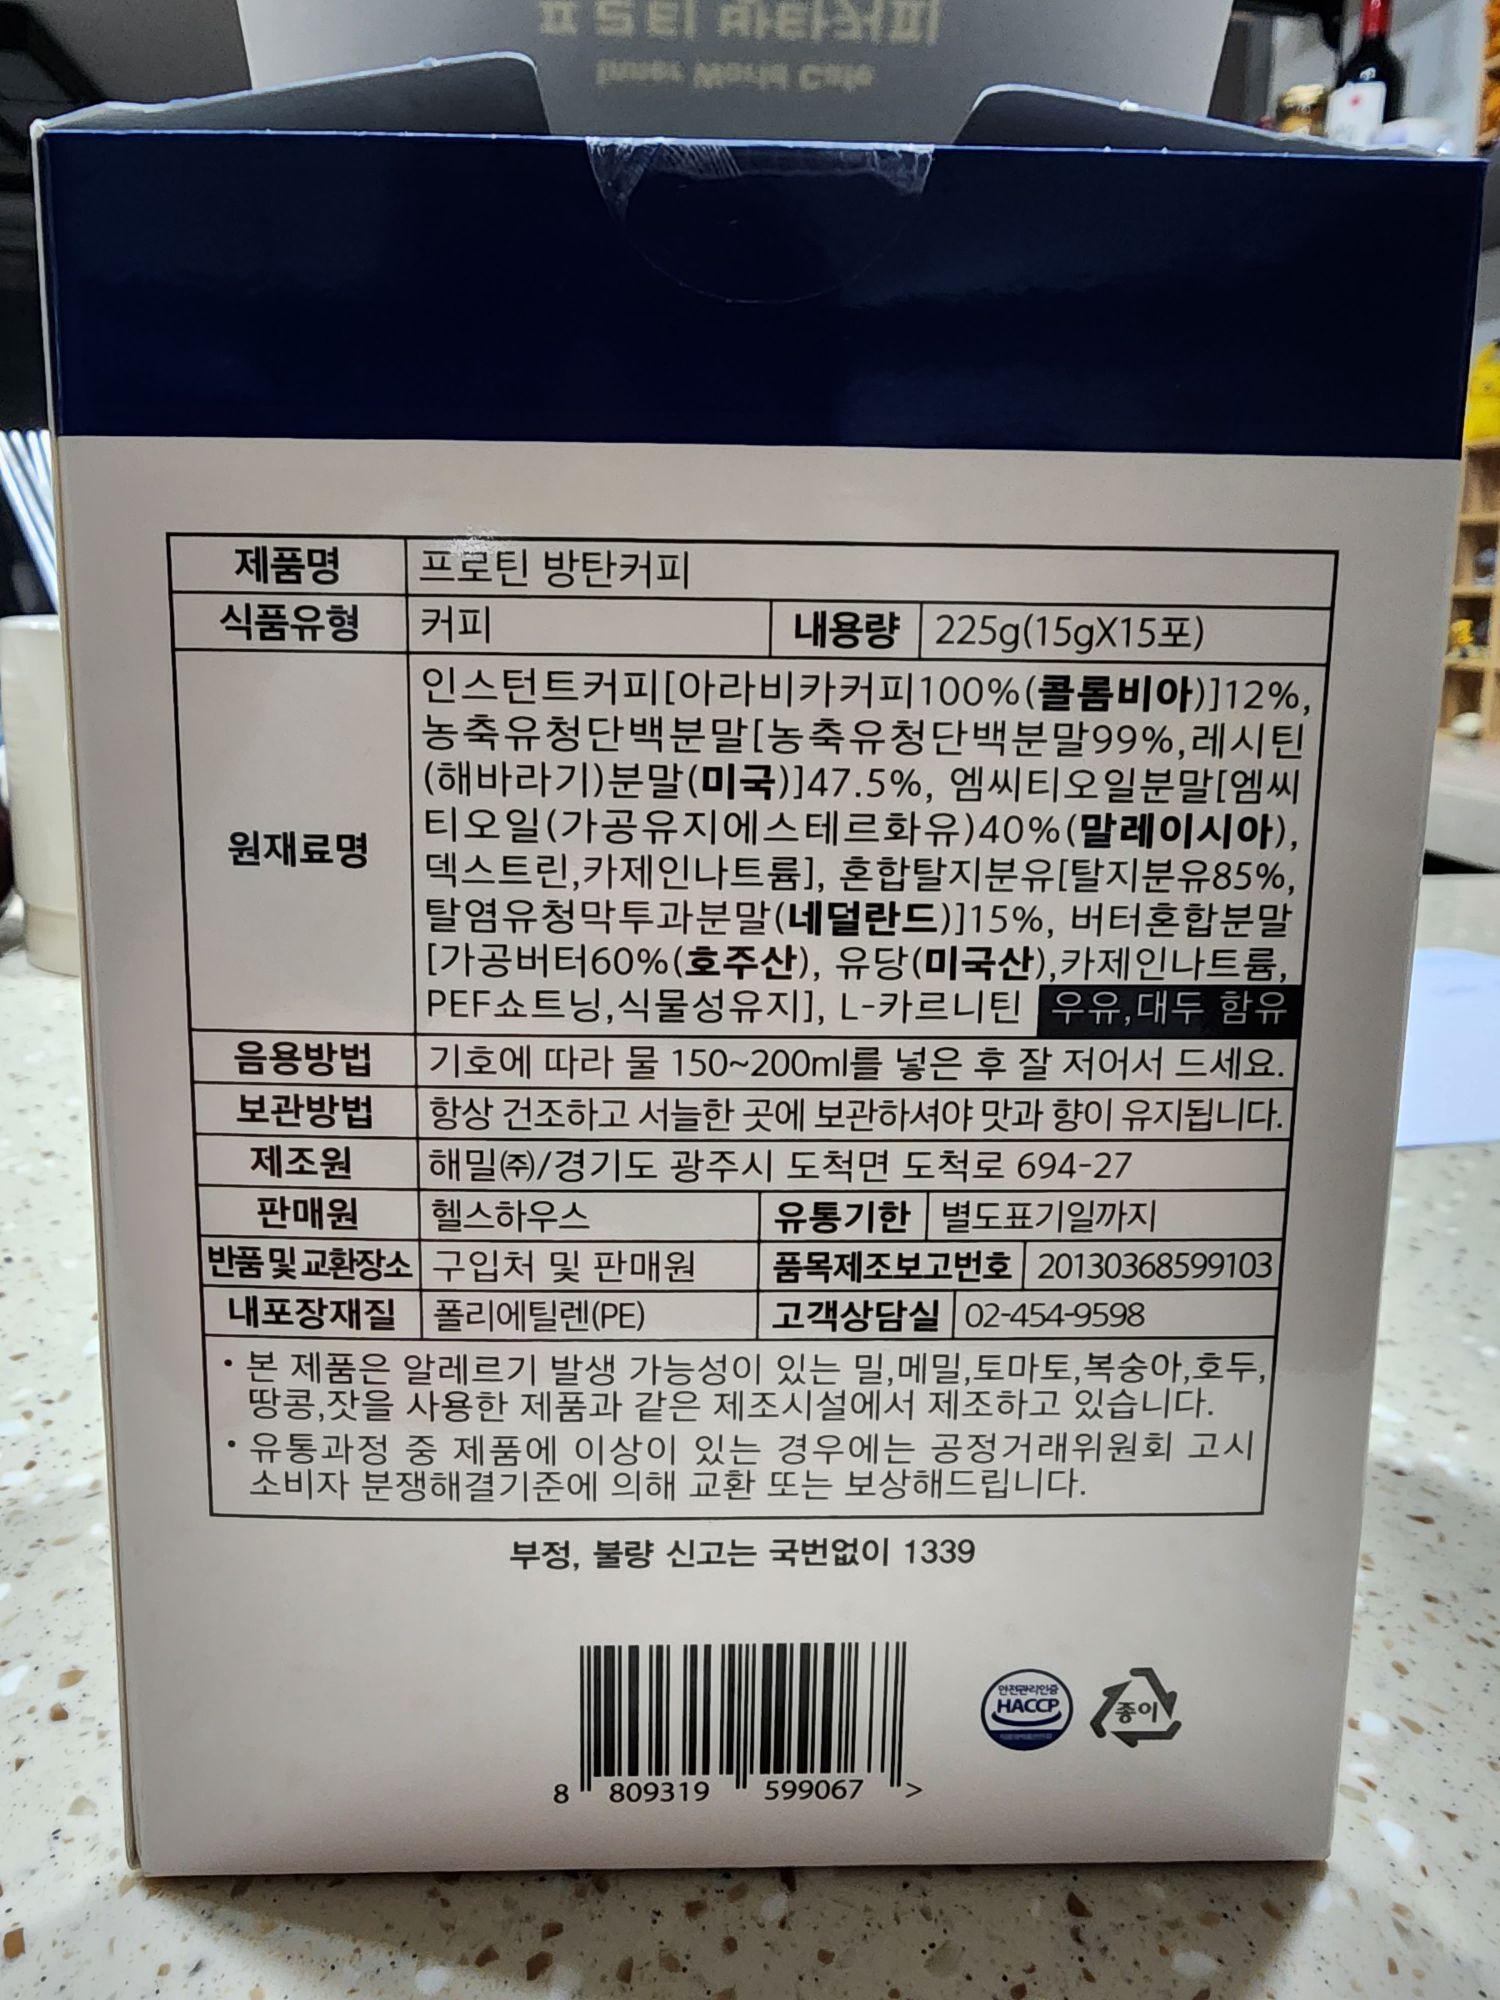 프로틴 방탄커피
Inner World Cafe
제품명 프로틴 방탄커피
식품유형 커피 내용량 225g(15gX15포)
원재료명
인스턴트커피[아라비카커피100%(콜롬비아)]12%,
농축유청단백분말[농축유청단백분말99%,레시틴
(해바라기)분말(미국)]47.5%, 엠씨티오일분말[엠씨
티오일(가공유지에스테르화유)40%(말레이시아),
덱스트린,카제인나트륨], 혼합탈지분유[탈지분유85%,
탈염유청막투과분말(네덜란드)]15%, 버터혼합분말
[가공버터60%(호주산), 유당(미국산),카제인나트륨,
PEF쇼트닝,식물성유지], L-카르니틴 우유,대두 함유
음용방법 기호에 따라 물 150~200ml를 넣은 후 잘 저어서 드세요.
보관방법 항상 건조하고 서늘한 곳에 보관하셔야 맛과 향이 유지됩니다.
제조원 해밀㈜/경기도 광주시 도척면 도척로 694-27
판매원 헬스하우스 유통기한 별도표기일까지
반품 및 교환장소 구입처 및 판매원 품목제조보고번호 20130368599103
내포장재질 폴리에틸렌(PE) 고객상담실 02-454-9598
• 본 제품은 알레르기 발생 가능성이 있는 밀,메밀,토마토,복숭아,호두,
땅콩,잣을 사용한 제품과 같은 제조시설에서 제조하고 있습니다.
• 유통과정 중 제품에 이상이 있는 경우에는 공정거래위원회 고시
소비자 분쟁해결기준에 의해 교환 또는 보상해드립니다.
부정, 불량 신고는 국번없이 1339
안전관리인증
HACCP
종이
8 809319 599067 >